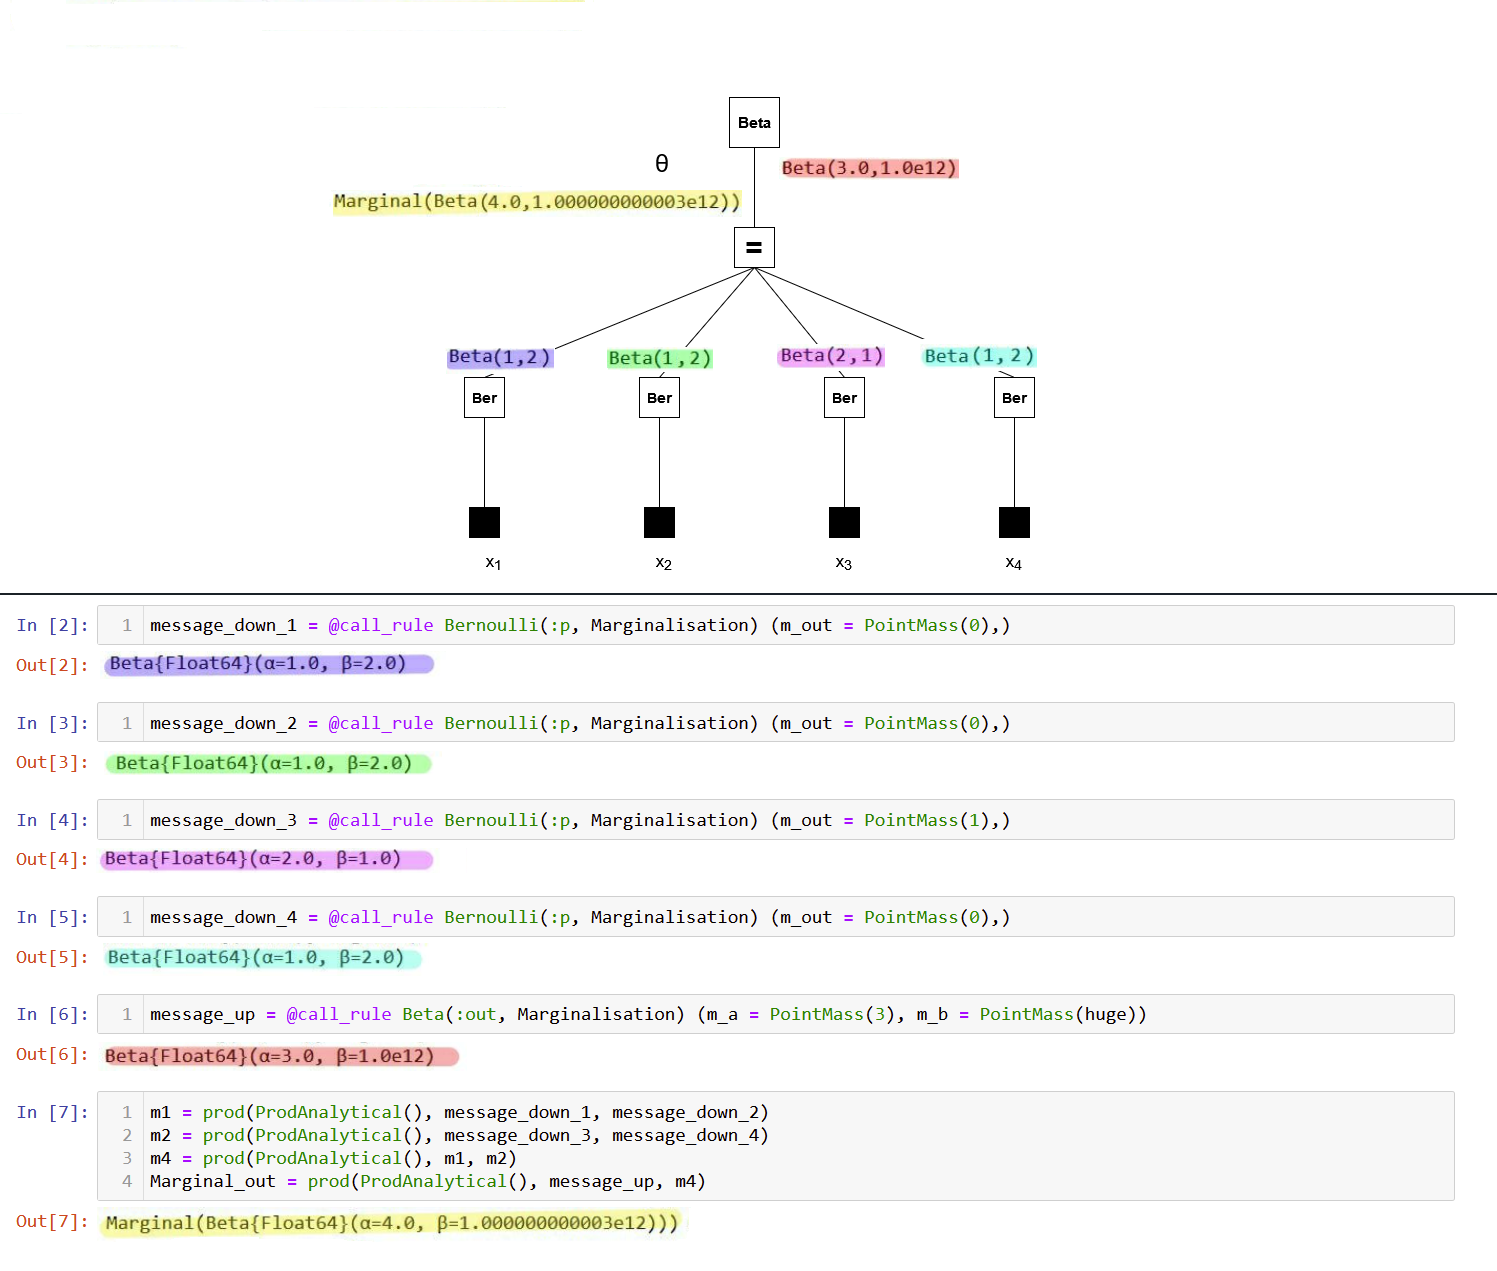 Beta
θ
Beta(3.0,1.0e12)
Marginal(Beta(4.0,1.000000000003e12))
=
Beta(1,2)
Beta(1,2)
Beta(2,1)
Beta(1,2)
Ber
Ber
Ber
Ber
x1
x2
x3
x4
In [2]: 1 message_down_1 = @call_rule Bernoulli(:p, Marginalisation) (m_out = PointMass(0),)
Out[2]: Beta{Float64}(α=1.0, β=2.0)
In [3]: 1 message_down_2 = @call_rule Bernoulli(:p, Marginalisation) (m_out = PointMass(0),)
Out[3]: Beta{Float64}(α=1.0, β=2.0)
In [4]: 1 message_down_3 = @call_rule Bernoulli(:p, Marginalisation) (m_out = PointMass(1),)
Out[4]: Beta{Float64}(α=2.0, β=1.0)
In [5]: 1 message_down_4 = @call_rule Bernoulli(:p, Marginalisation) (m_out = PointMass(0),)
Out[5]: Beta{Float64}(α=1.0, β=2.0)
In [6]: 1 message_up = @call_rule Beta(:out, Marginalisation) (m_a = PointMass(3), m_b = PointMass(huge))
Out[6]: Beta{Float64}(α=3.0, β=1.0e12)
In [7]: 1 m1 = prod(ProdAnalytical(), message_down_1, message_down_2)
2 m2 = prod(ProdAnalytical(), message_down_3, message_down_4)
3 m4 = prod(ProdAnalytical(), m1, m2)
4 Marginal_out = prod(ProdAnalytical(), message_up, m4)
Out[7]: Marginal(Beta{Float64}(α=4.0, β=1.000000000003e12)))